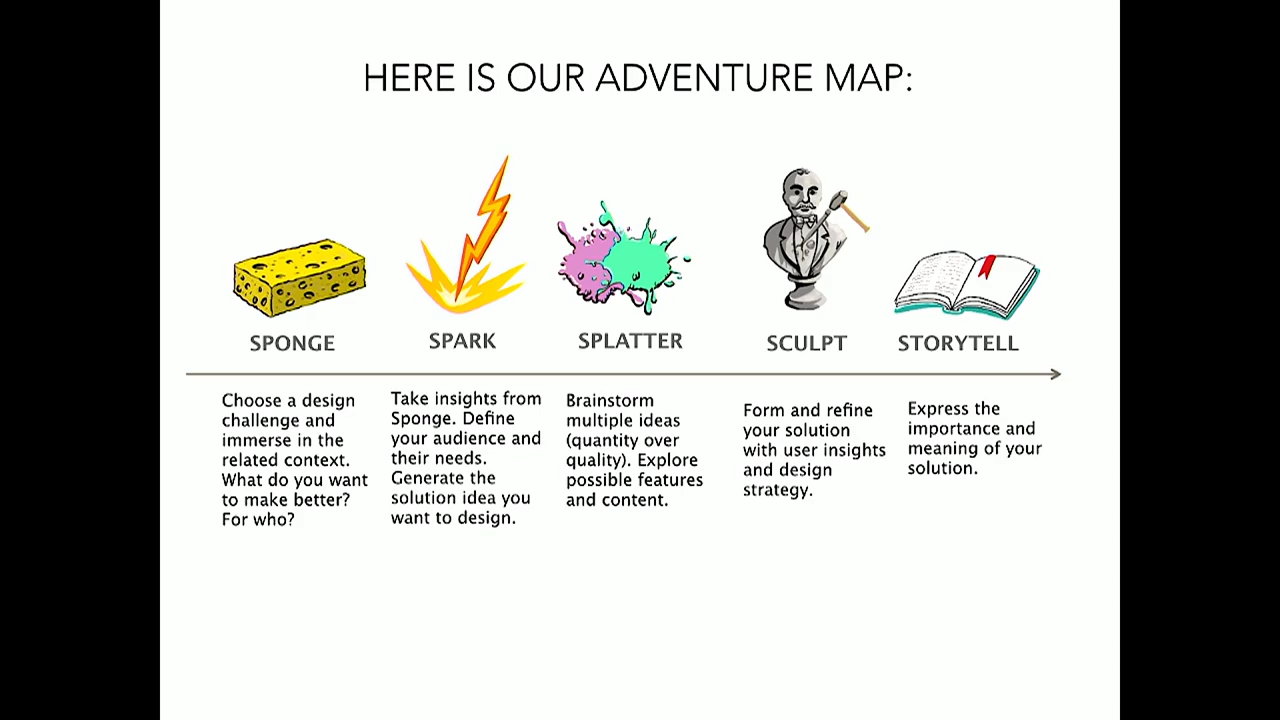 HERE IS OUR ADVENTURE MAP:
SPONGE
SPARK
SPLATTER
SCULPT
STORYTELL
Choose a design
challenge and
immerse in the
related context.
What do you want
to make better?
For who?
Take insights from
Sponge. Define
your audience and
their needs.
Generate the
solution idea you
want to design.
Brainstorm
multiple ideas
(quantity over
quality). Explore
possible features
and content.
Form and refine
your solution
with user insights
and design
strategy.
Express the
importance and
meaning of your
solution.